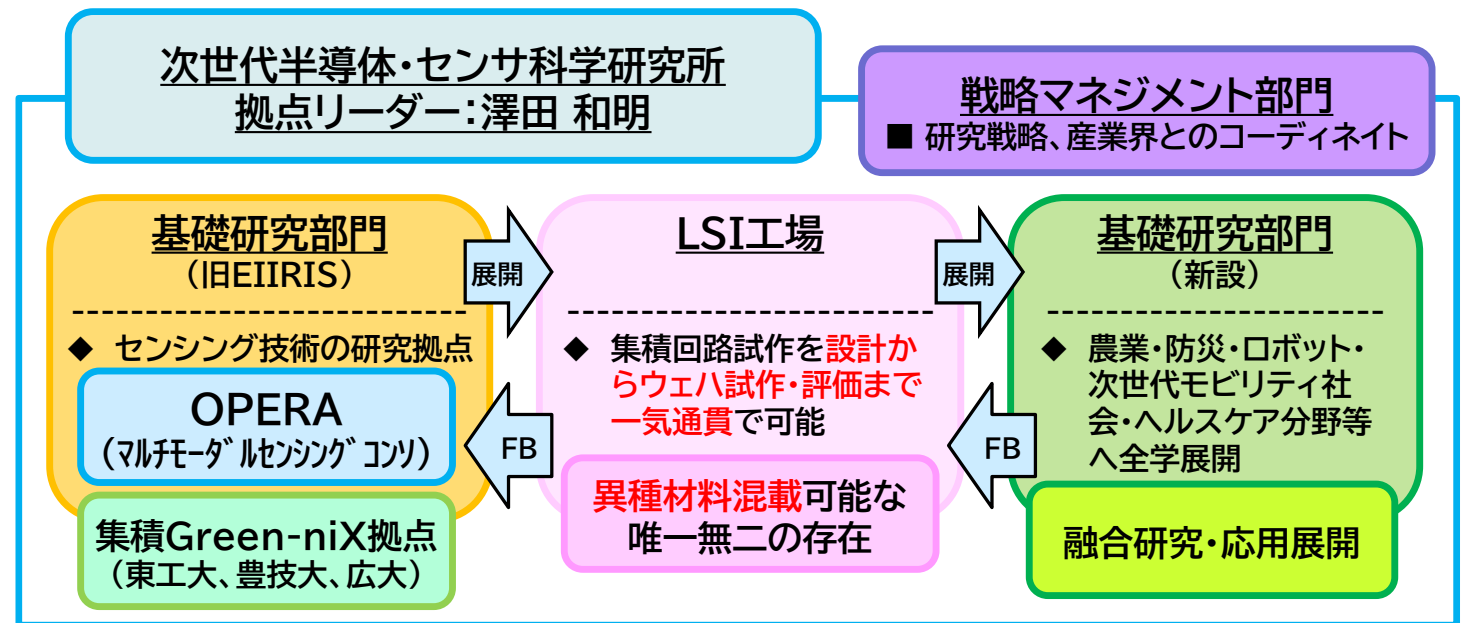 次世代半導体・センサ科学研究所
拠点リーダー：澤田 和明
戦略マネジメント部門
■ 研究戦略、産業界とのコーディネイト
基礎研究部門
（旧EIIRIS）
---------------------------
◆ センシング技術の研究拠点
OPERA
（ﾏﾙﾁﾓｰﾀﾞﾙｾﾝｼﾝｸﾞｺﾝｿ）
集積Green-niX拠点
（東工大、豊技大、広大）
展開
FB
LSI工場
-------------------------
◆ 集積回路試作を設計か
らウェハ試作・評価まで
一気通貫で可能
異種材料混載可能な
唯一無二の存在
展開
FB
基礎研究部門
（新設）
-----------------------
◆ 農業・防災・ロボット・
次世代モビリティ社
会・ヘルスケア分野等
へ全学展開
融合研究・応用展開